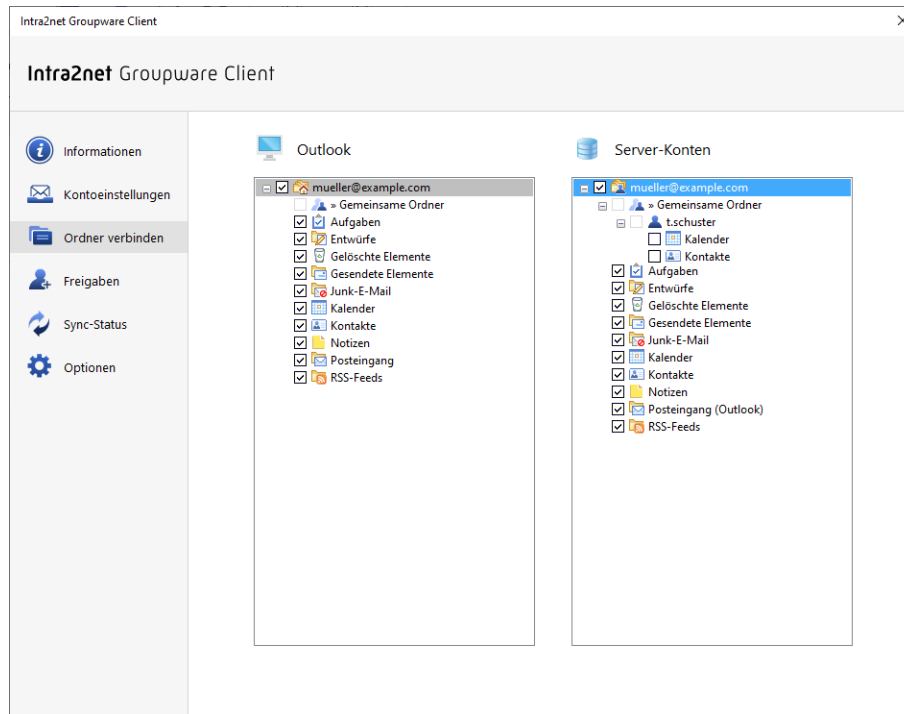 Intra2net Groupware Client
Intra2net Groupware Client
Informationen
Kontoeinstellungen
Ordner verbinden
Freigaben
Sync-Status
Optionen
Outlook
mueller@example.com
» Gemeinsame Ordner
Aufgaben
Entwürfe
Gelöschte Elemente
Gesendete Elemente
Junk-E-Mail
Kalender
Kontakte
Notizen
Posteingang
RSS-Feeds
Server-Konten
mueller@example.com
» Gemeinsame Ordner
t.schuster
Kalender
Kontakte
Aufgaben
Entwürfe
Gelöschte Elemente
Gesendete Elemente
Junk-E-Mail
Kalender
Kontakte
Notizen
Posteingang (Outlook)
RSS-Feeds